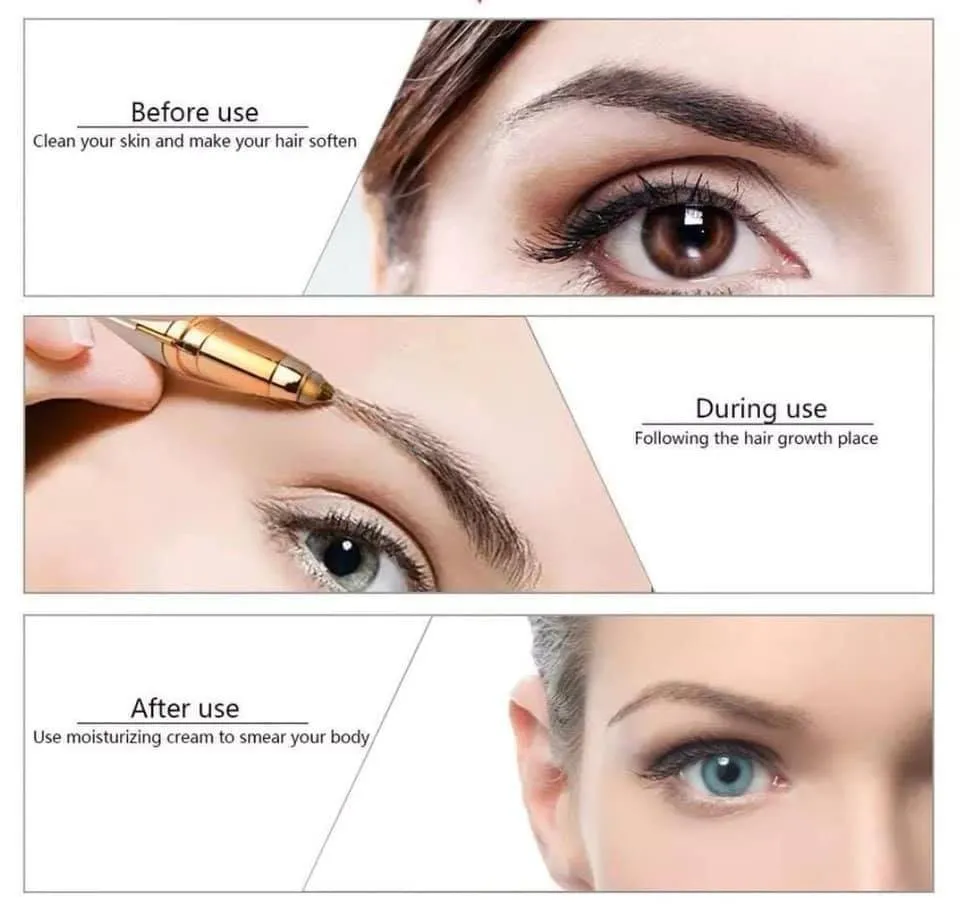 Before use
Clean your skin and make your hair soften
During use
Following the hair growth place
After use
Use moisturizing cream to smear your body